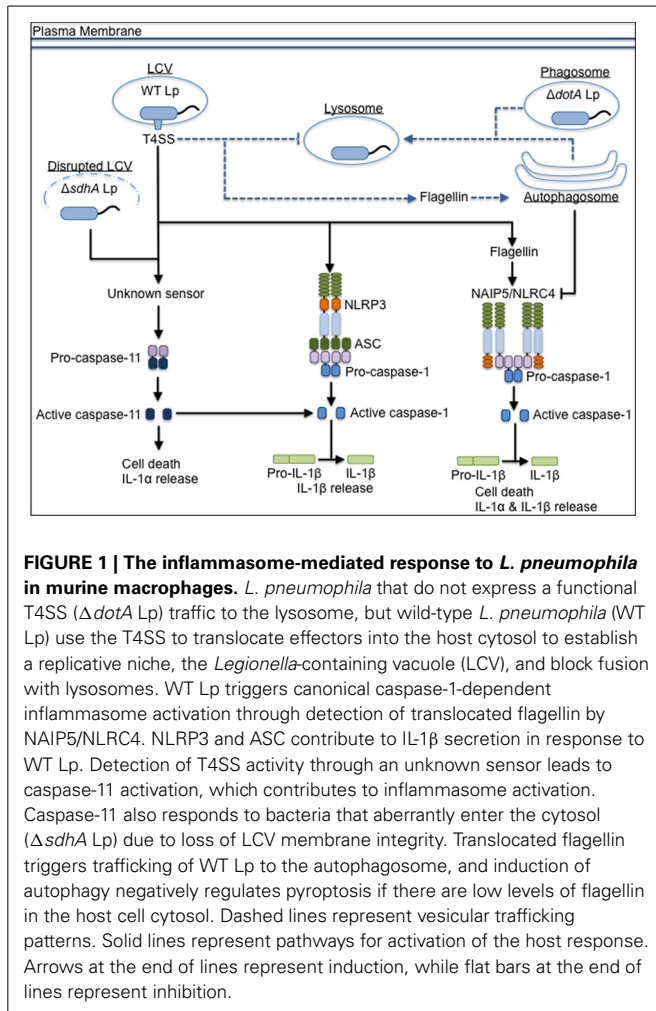 Plasma Membrane
LCV
WT Lp
T4SS
Lysosome
Phagosome
ΔdotA Lp
Disrupted LCV
ΔsdhA Lp
Flagellin
Autophagosome
Flagellin
Unknown sensor
NLRP3
NAIP5/NLRC4
ASC
Pro-caspase-11
Pro-caspase-1
Pro-caspase-1
Active caspase-11
Active caspase-1
Active caspase-1
Cell death
IL-1α release
Pro-IL-1β IL-1β
IL-1β release
Pro-IL-1β IL-1β
Cell death
IL-1α & IL-1β release
FIGURE 1 | The inflammasome-mediated response to L. pneumophila
in murine macrophages. L. pneumophila that do not express a functional
T4SS (ΔdotA Lp) traffic to the lysosome, but wild-type L. pneumophila (WT
Lp) use the T4SS to translocate effectors into the host cytosol to establish
a replicative niche, the Legionella-containing vacuole (LCV), and block fusion
with lysosomes. WT Lp triggers canonical caspase-1-dependent
inflammasome activation through detection of translocated flagellin by
NAIP5/NLRC4. NLRP3 and ASC contribute to IL-1β secretion in response to
WT Lp. Detection of T4SS activity through an unknown sensor leads to
caspase-11 activation, which contributes to inflammasome activation.
Caspase-11 also responds to bacteria that aberrantly enter the cytosol
(ΔsdhA Lp) due to loss of LCV membrane integrity. Translocated flagellin
triggers trafficking of WT Lp to the autophagosome, and induction of
autophagy negatively regulates pyroptosis if there are low levels of flagellin
in the host cell cytosol. Dashed lines represent vesicular trafficking
patterns. Solid lines represent pathways for activation of the host response.
Arrows at the end of lines represent induction, while flat bars at the end of
lines represent inhibition.